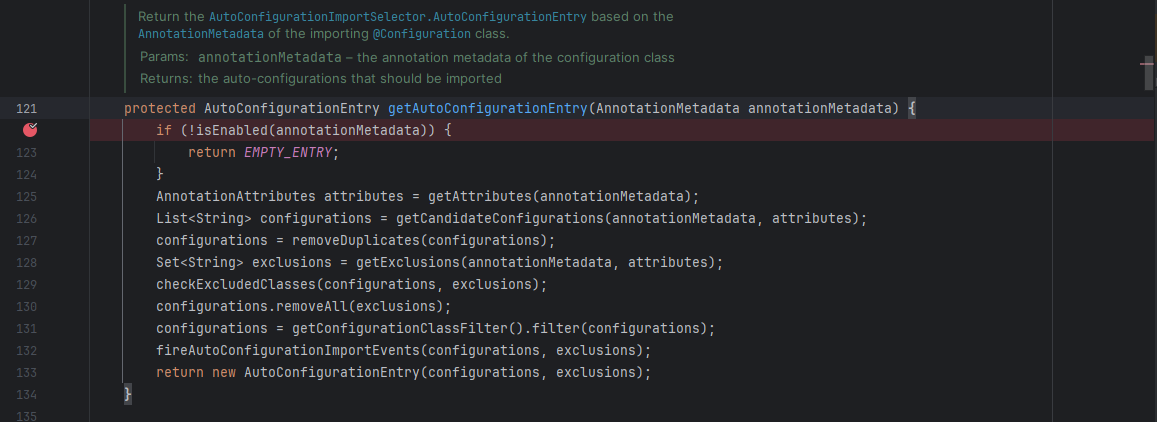 Return the AutoConfigurationImportSelector.AutoConfigurationEntry based on the
AnnotationMetadata of the importing @Configuration class.
Params: annotationMetadata – the annotation metadata of the configuration class
Returns: the auto-configurations that should be imported
121 protected AutoConfigurationEntry getAutoConfigurationEntry(AnnotationMetadata annotationMetadata) {
if (!isEnabled(annotationMetadata)) {
123 return EMPTY_ENTRY;
124 }
125 AnnotationAttributes attributes = getAttributes(annotationMetadata);
126 List<String> configurations = getCandidateConfigurations(annotationMetadata, attributes);
127 configurations = removeDuplicates(configurations);
128 Set<String> exclusions = getExclusions(annotationMetadata, attributes);
129 checkExcludedClasses(configurations, exclusions);
130 configurations.removeAll(exclusions);
131 configurations = getConfigurationClassFilter().filter(configurations);
132 fireAutoConfigurationImportEvents(configurations, exclusions);
133 return new AutoConfigurationEntry(configurations, exclusions);
134 }
135